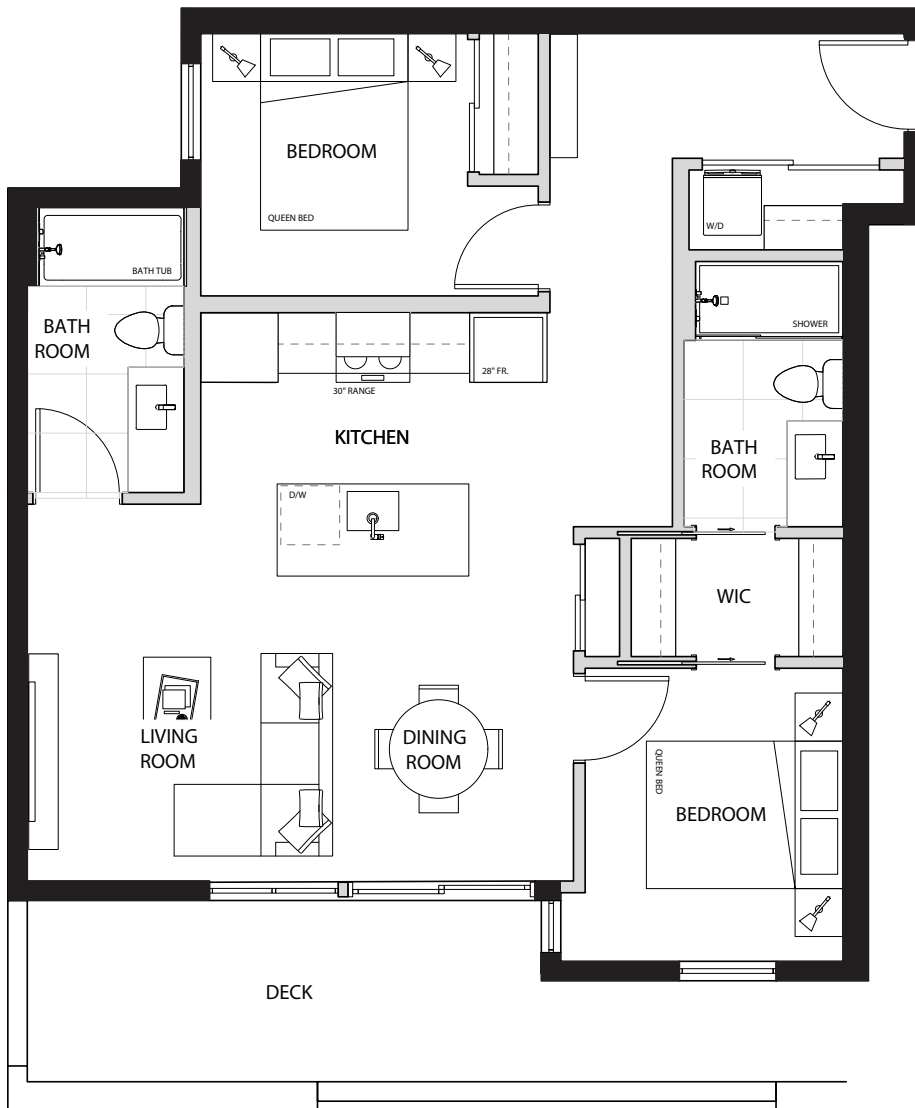 BEDROOM
QUEEN BED
W/D
BATH TUB
BATH
ROOM
SHOWER
28" FR.
30" RANGE
KITCHEN
BATH
ROOM
D/W
WIC
LIVING
ROOM
DINING
ROOM
QUEEN BED
BEDROOM
DECK